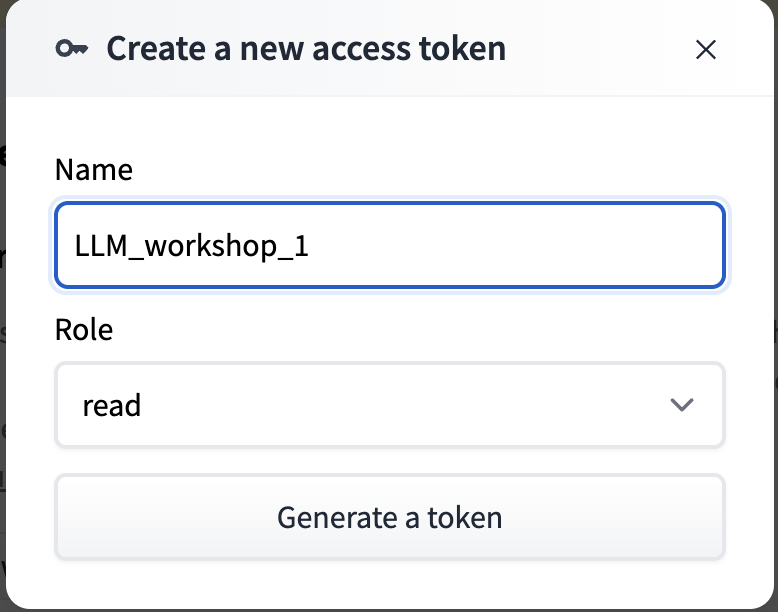 Create a new access token
Name
LLM_workshop_1
Role
read
Generate a token